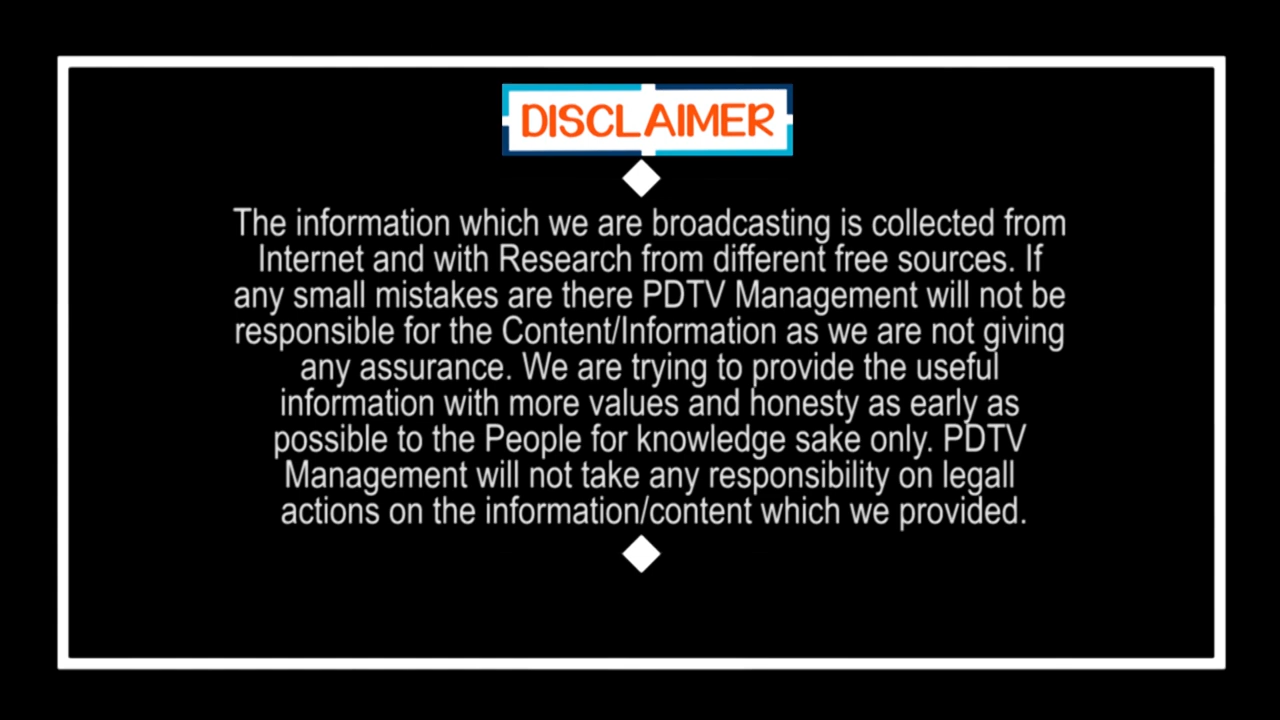 DISCLAIMER
The information which we are broadcasting is collected from
Internet and with Research from different free sources. If
any small mistakes are there PDTV Management will not be
responsible for the Content/Information as we are not giving
any assurance. We are trying to provide the useful
information with more values and honesty as early as
possible to the People for knowledge sake only. PDTV
Management will not take any responsibility on legall
actions on the information/content which we provided.